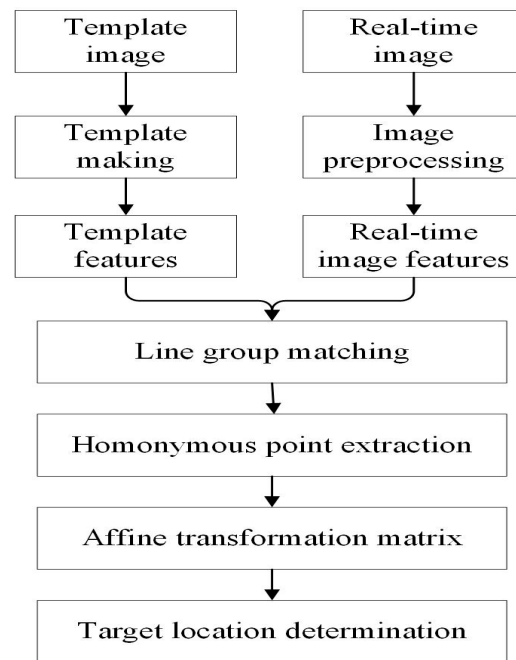 Template
image
Real-time
image
Template
making
Image
preprocessing
Template
features
Real-time
image features
Line group matching
Homonymous point extraction
Affine transformation matrix
Target location determination